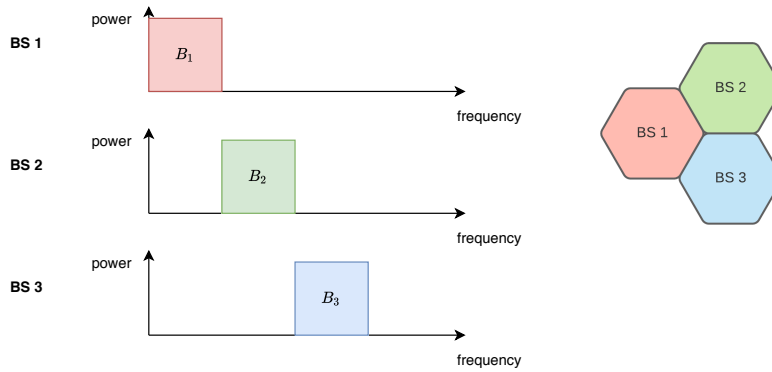 power
BS 1
B₁
frequency
power
BS 2
B₂
frequency
power
BS 3
B₃
frequency
BS 2
BS 1
BS 3